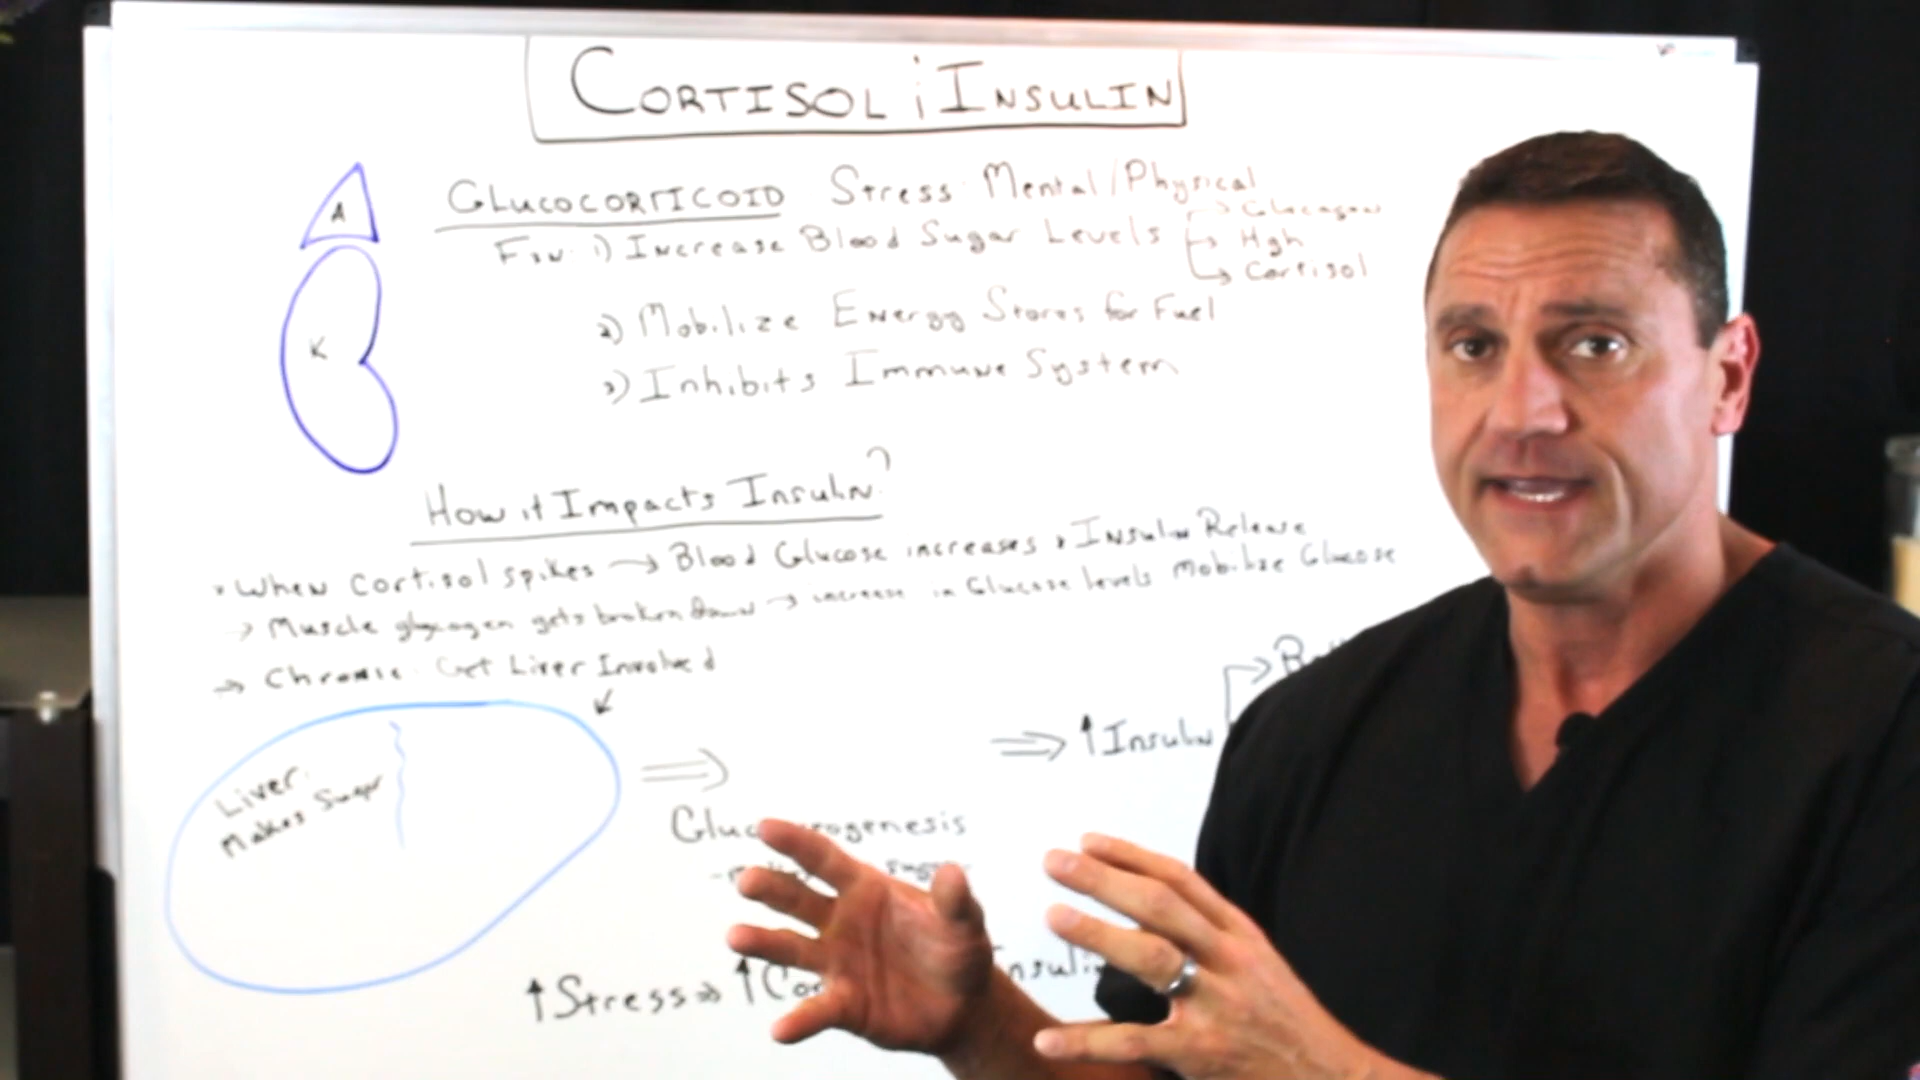 CORTISOL ; INSULIN
A
GLUCOCORTICOID Stress: Mental/Physical
Fxn: 1) Increase Blood Sugar Levels → Glucagon
→ Hgh
→ Cortisol
2) Mobilize Energy Stores for Fuel
K
3) Inhibits Immune System
How it Impacts Insulin?
• When Cortisol spikes → Blood Glucose increases • Insulin Release
→ Muscle glycogen gets broken down → increase in Glucose levels Mobilize Glucose
→ Chronic: Get Liver Involved
⇒ ↑ Insulin
Liver:
Makes Sugar
sugar
↑ Stress ⇒ ↑